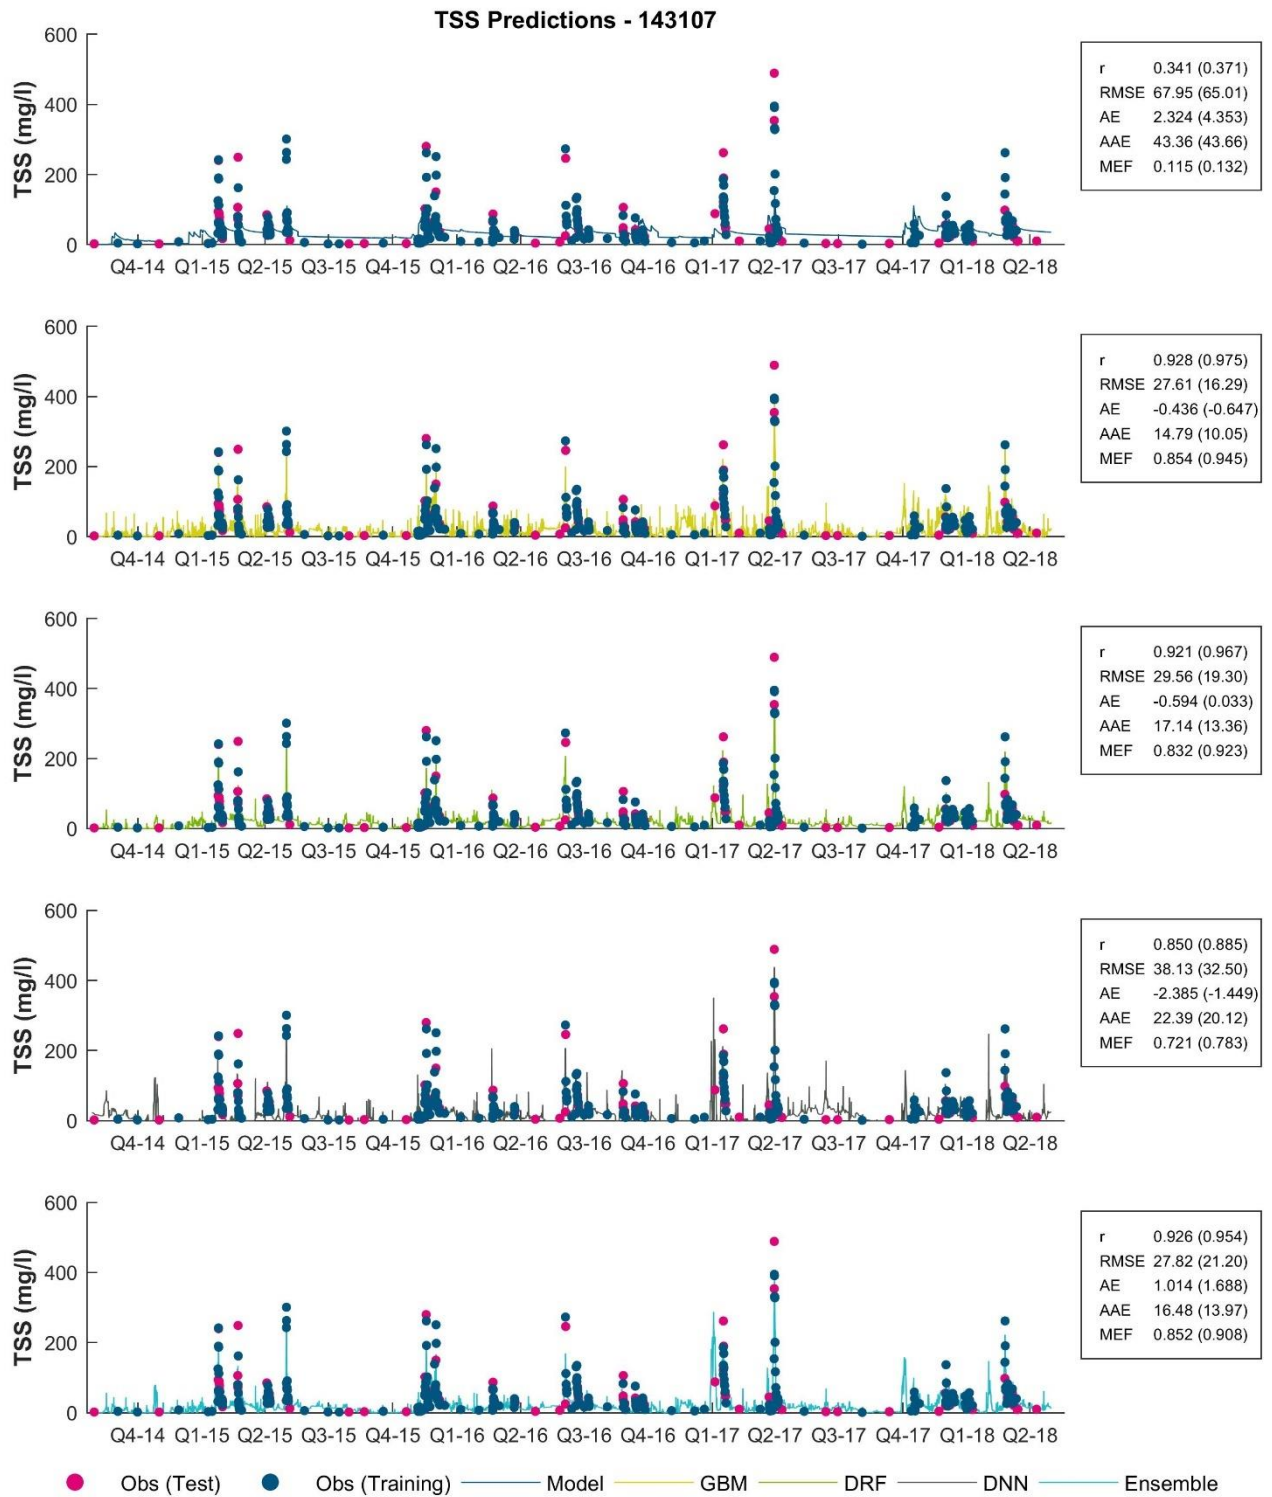 TSS Predictions - 143107
600
400
200
0
TSS (mg/l)
Q4-14 Q1-15 Q2-15 Q3-15 Q4-15 Q1-16 Q2-16 Q3-16 Q4-16 Q1-17 Q2-17 Q3-17 Q4-17 Q1-18 Q2-18
r 0.341 (0.371)
RMSE 67.95 (65.01)
AE 2.324 (4.353)
AAE 43.36 (43.66)
MEF 0.115 (0.132)
600
400
200
0
TSS (mg/l)
Q4-14 Q1-15 Q2-15 Q3-15 Q4-15 Q1-16 Q2-16 Q3-16 Q4-16 Q1-17 Q2-17 Q3-17 Q4-17 Q1-18 Q2-18
r 0.928 (0.975)
RMSE 27.61 (16.29)
AE -0.436 (-0.647)
AAE 14.79 (10.05)
MEF 0.854 (0.945)
600
400
200
0
TSS (mg/l)
Q4-14 Q1-15 Q2-15 Q3-15 Q4-15 Q1-16 Q2-16 Q3-16 Q4-16 Q1-17 Q2-17 Q3-17 Q4-17 Q1-18 Q2-18
r 0.921 (0.967)
RMSE 29.56 (19.30)
AE -0.594 (0.033)
AAE 17.14 (13.36)
MEF 0.832 (0.923)
600
400
200
0
TSS (mg/l)
Q4-14 Q1-15 Q2-15 Q3-15 Q4-15 Q1-16 Q2-16 Q3-16 Q4-16 Q1-17 Q2-17 Q3-17 Q4-17 Q1-18 Q2-18
r 0.850 (0.885)
RMSE 38.13 (32.50)
AE -2.385 (-1.449)
AAE 22.39 (20.12)
MEF 0.721 (0.783)
600
400
200
0
TSS (mg/l)
Q4-14 Q1-15 Q2-15 Q3-15 Q4-15 Q1-16 Q2-16 Q3-16 Q4-16 Q1-17 Q2-17 Q3-17 Q4-17 Q1-18 Q2-18
r 0.926 (0.954)
RMSE 27.82 (21.20)
AE 1.014 (1.688)
AAE 16.48 (13.97)
MEF 0.852 (0.908)
Obs (Test) Obs (Training) Model GBM DRF DNN Ensemble